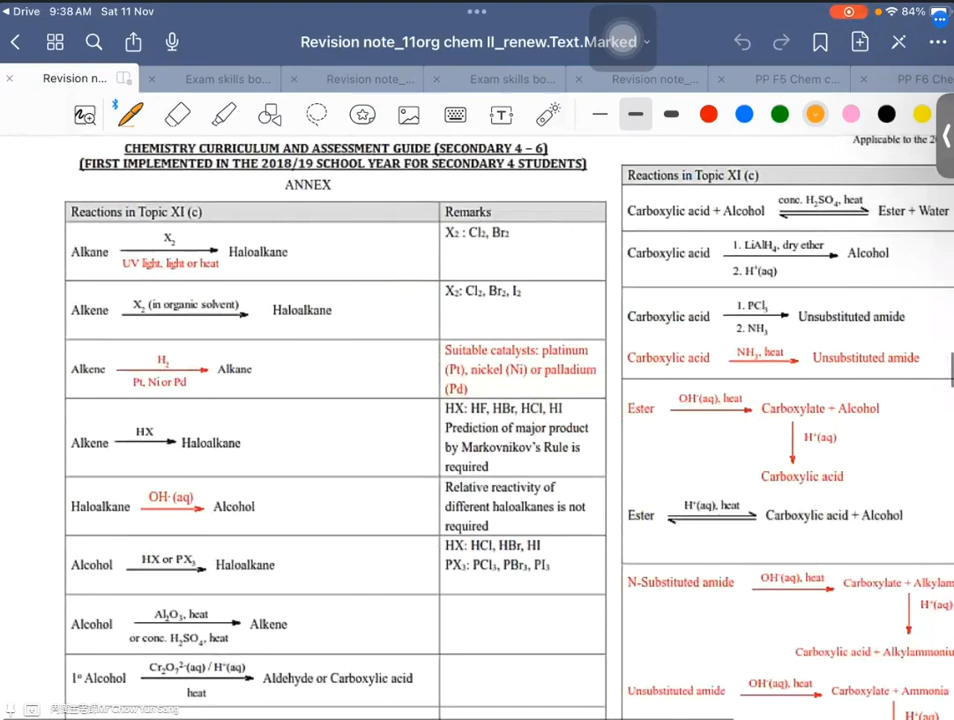 Drive 9:38 AM Sat 11 Nov
84%
Revision note_11org chem II_renew.Text.Marked
Revision n...
Exam skills bo...
Revision note_...
Exam skills bo...
Revision note_...
PP F5 Chem c...
PP F6 Che
CHEMISTRY CURRICULUM AND ASSESSMENT GUIDE (SECONDARY 4 – 6)
(FIRST IMPLEMENTED IN THE 2018/19 SCHOOL YEAR FOR SECONDARY 4 STUDENTS)
ANNEX
Reactions in Topic XI (c) Remarks
X₂
Alkane Haloalkane
UV light, light or heat
X₂ : Cl₂, Br₂
X₂ (in organic solvent)
Alkene Haloalkane
X₂: Cl₂, Br₂, I₂
H₂
Alkene Alkane
Pt, Ni or Pd
Suitable catalysts: platinum
(Pt), nickel (Ni) or palladium
(Pd)
HX
Alkene Haloalkane
HX: HF, HBr, HCl, HI
Prediction of major product
by Markovnikov’s Rule is
required
OH⁻(aq)
Haloalkane Alcohol
Relative reactivity of
different haloalkanes is not
required
HX or PX₃
Alcohol Haloalkane
HX: HCl, HBr, HI
PX₃: PCl₃, PBr₃, PI₃
Al₂O₃, heat
Alcohol Alkene
or conc. H₂SO₄, heat
Cr₂O₇²⁻(aq) / H⁺(aq)
1° Alcohol Aldehyde or Carboxylic acid
heat
Applicable to the 2
Reactions in Topic XI (c)
conc. H₂SO₄, heat
Carboxylic acid + Alcohol Ester + Water
1. LiAlH₄, dry ether
Carboxylic acid Alcohol
2. H⁺(aq)
1. PCl₃
Carboxylic acid Unsubstituted amide
2. NH₃
NH₃, heat
Carboxylic acid Unsubstituted amide
OH⁻(aq), heat
Ester Carboxylate + Alcohol
H⁺(aq)
Carboxylic acid
H⁺(aq), heat
Ester Carboxylic acid + Alcohol
OH⁻(aq), heat
N-Substituted amide Carboxylate + Alkylam
H⁺(aq)
Carboxylic acid + Alkylammoniu
OH⁻(aq), heat
Unsubstituted amide Carboxylate + Ammonia
H⁺(aq)
Mr Chow Yun Sang